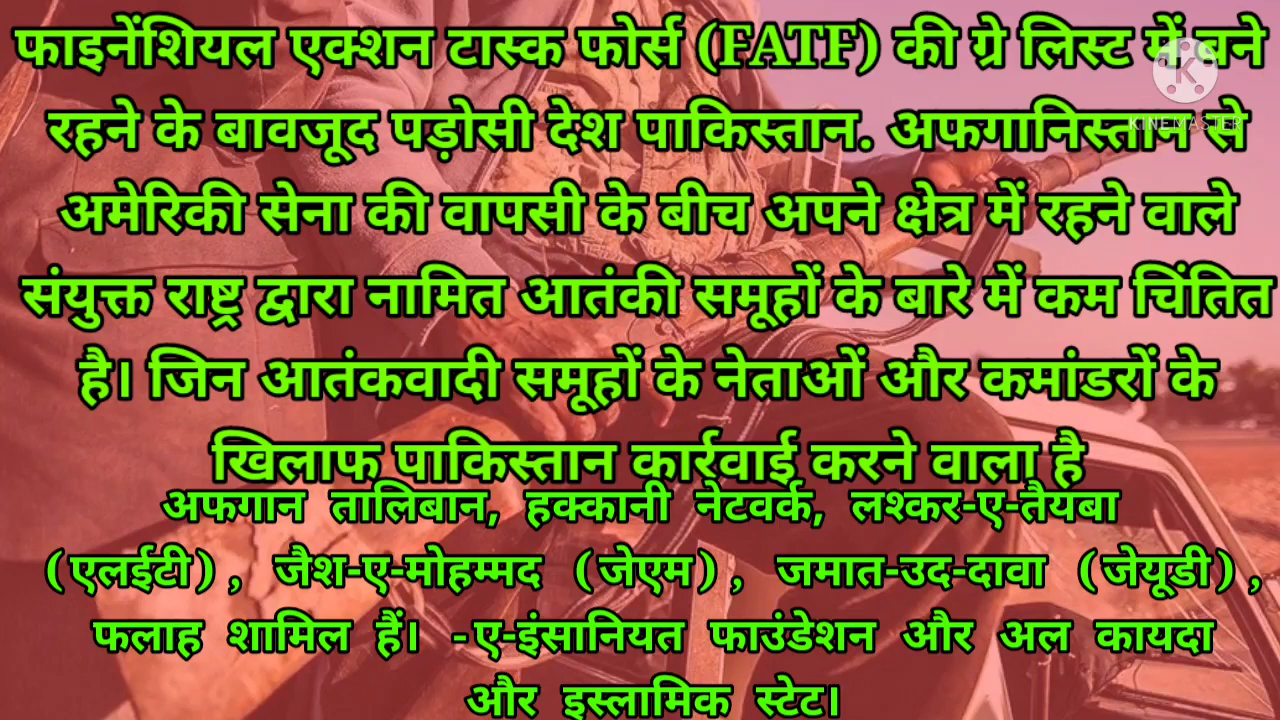 फाइनेंशियल एक्शन टास्क फोर्स (FATF) की ग्रे लिस्ट में बने
रहने के बावजूद पड़ोसी देश पाकिस्तान. अफगानिस्तान से
अमेरिकी सेना की वापसी के बीच अपने क्षेत्र में रहने वाले
संयुक्त राष्ट्र द्वारा नामित आतंकी समूहों के बारे में कम चिंतित
है। जिन आतंकवादी समूहों के नेताओं और कमांडरों के
खिलाफ पाकिस्तान कार्रवाई करने वाला है
अफगान तालिबान, हक्कानी नेटवर्क, लश्कर-ए-तैयबा
(एलईटी), जैश-ए-मोहम्मद (जेएम), जमात-उद-दावा (जेयूडी),
फलाह शामिल हैं। -ए-इंसानियत फाउंडेशन और अल कायदा
और इस्लामिक स्टेट।
K
KINEMASTER